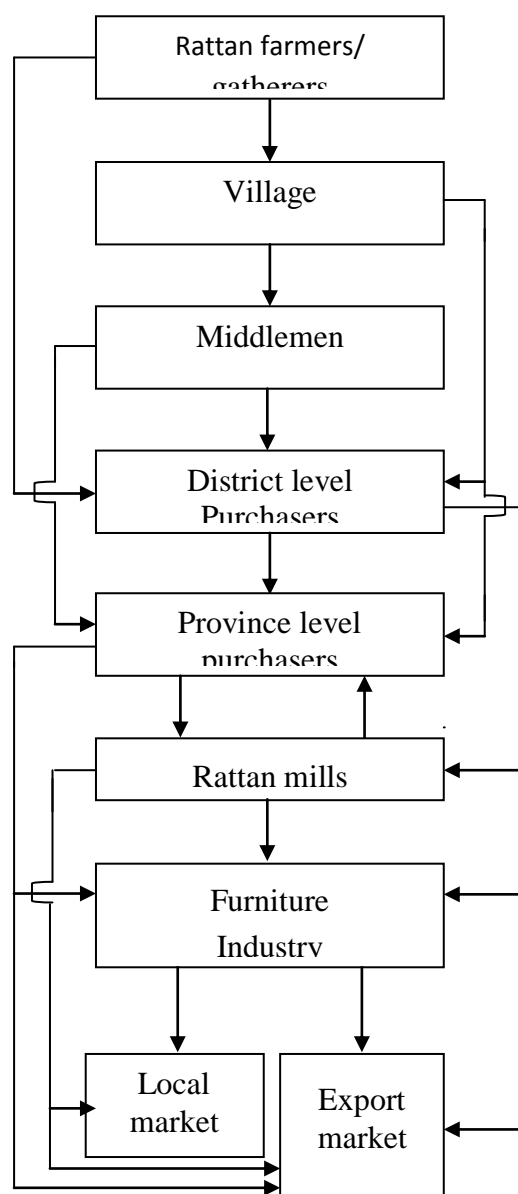 Rattan farmers/
gatherers
Village
Middlemen
District level
Purchasers
Province level
purchasers
Rattan mills
Furniture
Industry
Local
market
Export
market